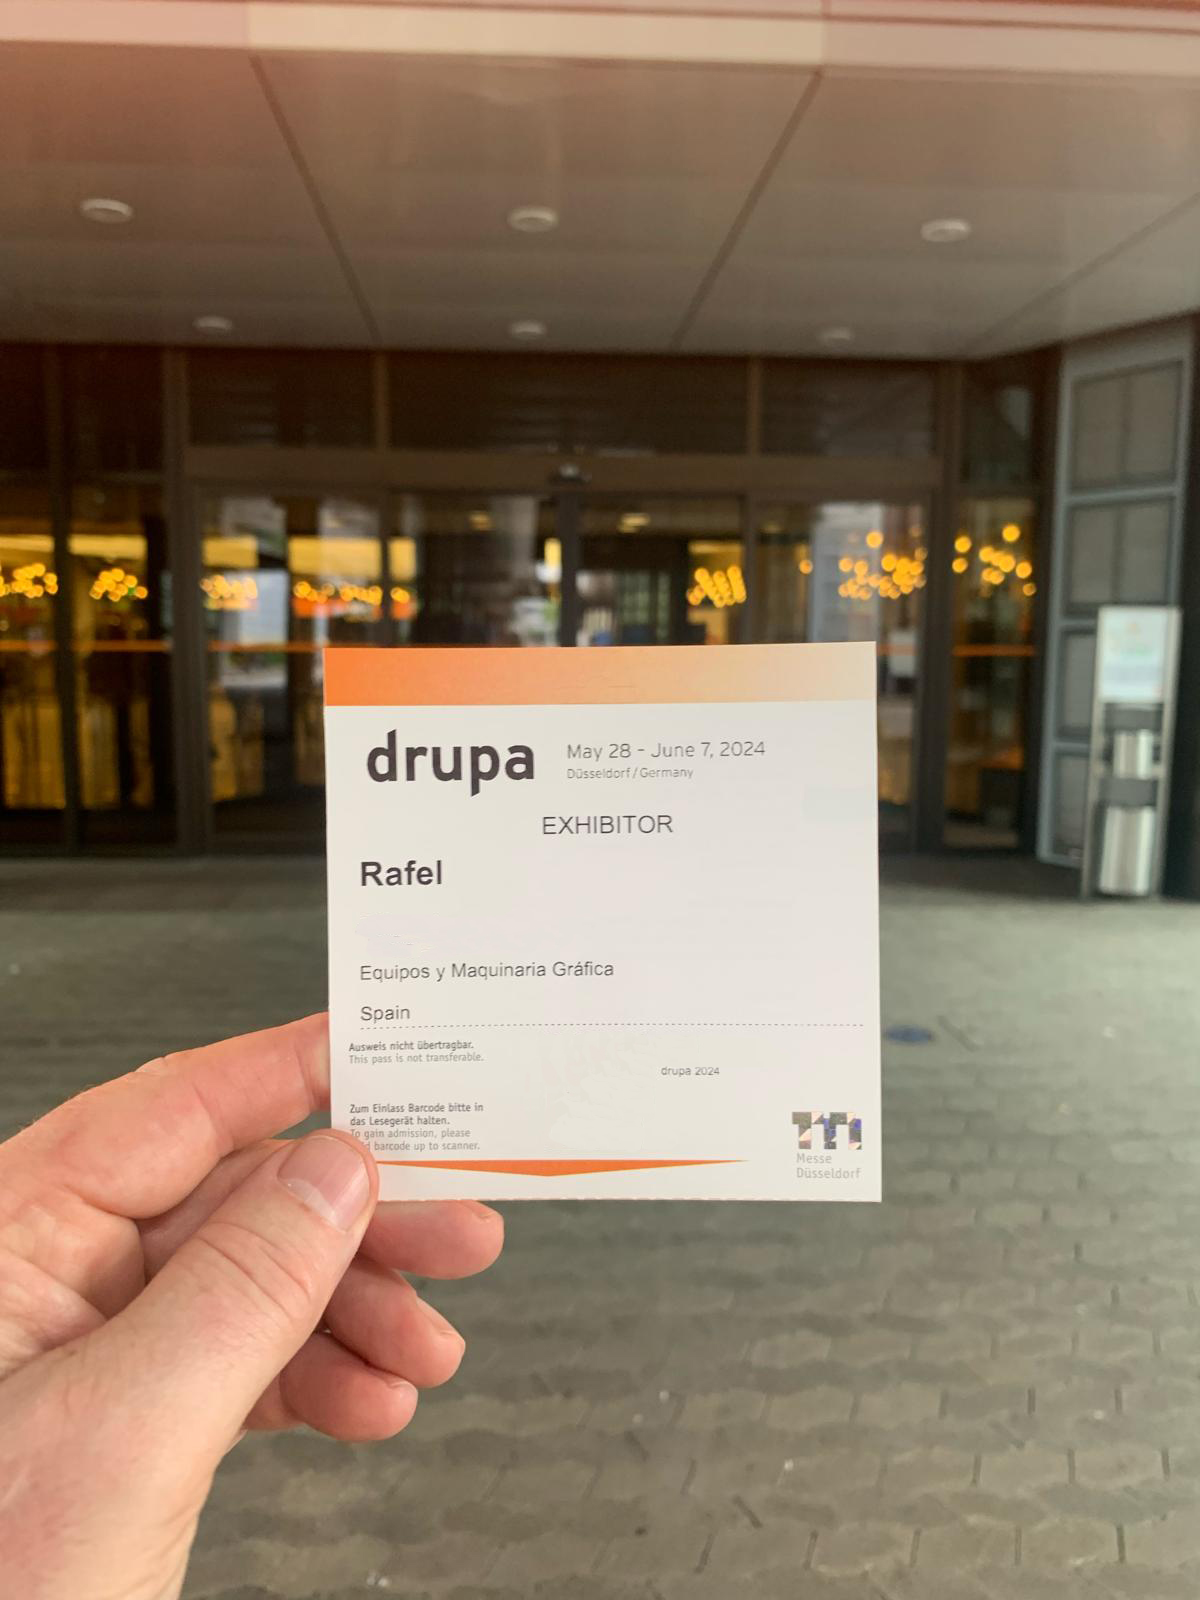 drupa
May 28 - June 7, 2024
Düsseldorf/Germany
EXHIBITOR
Rafel
Equipos y Maquinaria Gráfica
Spain
Ausweis nicht übertragbar.
This pass is not transferable.
drupa 2024
Zum Einlass Barcode bitte in
das Lesegerät halten.
To gain admission, please
barcode up to scanner.
Messe
Düsseldorf